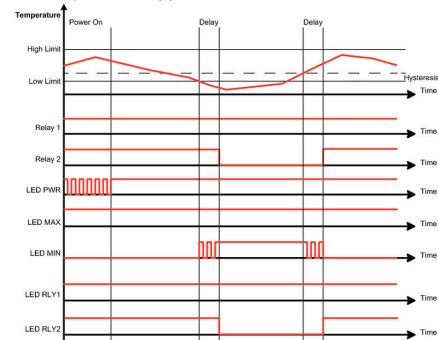 Temperature
Power On
Delay
Delay
High Limit
Low Limit
Hysteresis
Time
Relay 1
Time
Relay 2
Time
LED PWR
Time
LED MAX
Time
LED MIN
Time
LED RLY1
Time
LED RLY2
Time